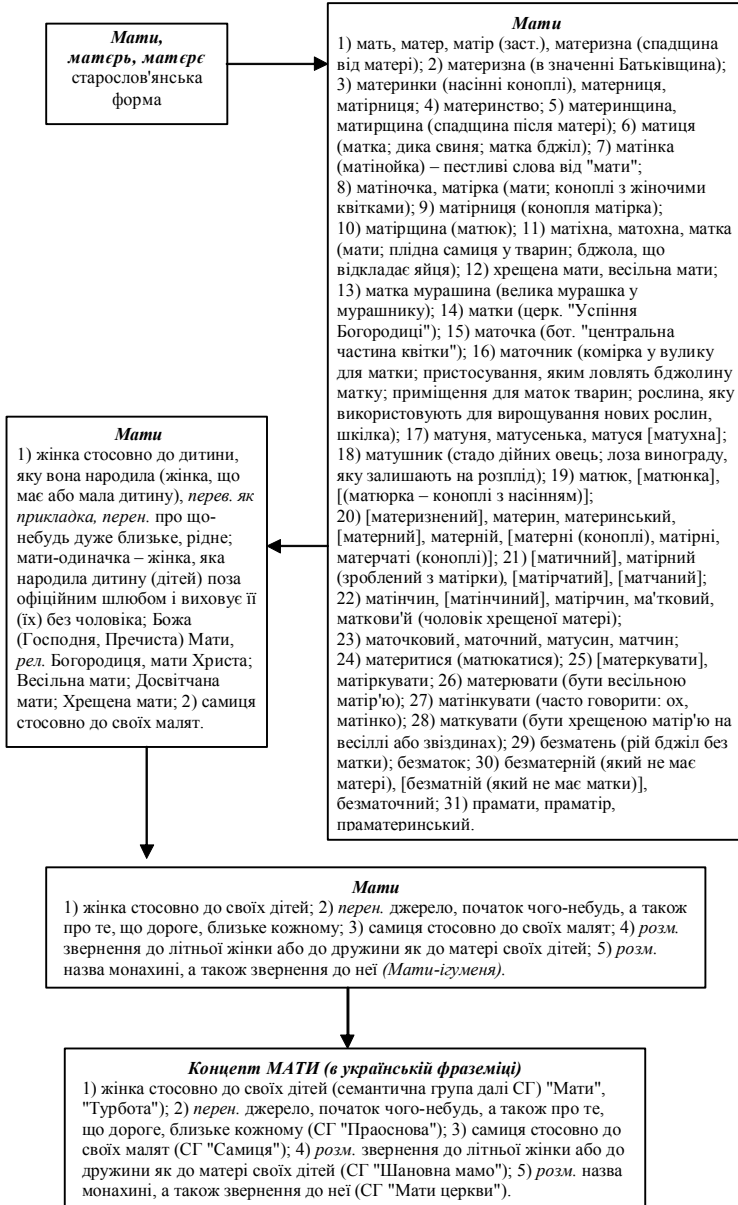 Мати,
матєрь, матєрє
старослов'янська
форма
Мати
1) мать, матер, матір (заст.), материзна (спадщина
від матері); 2) материзна (в значенні Батьківщина);
3) материнки (насінні коноплі), матерниця,
матірниця; 4) материнство; 5) материнщина,
матирщина (спадщина після матері); 6) матиця
(матка; дика свиня; матка бджіл); 7) матінка
(матінойка) – пестливі слова від "мати";
8) матіночка, матірка (мати; коноплі з жіночими
квітками); 9) матірниця (конопля матірка);
10) матірщина (матюк); 11) матіхна, матохна, матка
(мати; плідна самиця у тварин; бджола, що
відкладає яйця); 12) хрещена мати, весільна мати;
13) матка мурашина (велика мурашка у
мурашнику); 14) матки (церк. "Успіння
Богородиці"); 15) маточка (бот. "центральна
частина квітки"); 16) маточник (комірка у вулику
для матки; пристосування, яким ловлять бджолину
матку; приміщення для маток тварин; рослина, яку
використовують для вирощування нових рослин,
шкілка); 17) матуня, матусенька, матуся [матухна];
18) матушник (стадо дійних овець; лоза винограду,
яку залишають на розплід); 19) матюк, [матюнка],
[(матюрка – коноплі з насінням)];
20) [материзнений], материн, материнський,
[матерний], матерній, [матерні (коноплі), матірні,
матерчаті (коноплі)]; 21) [матичний], матірний
(зроблений з матірки), [матірчатий], [матчаний];
22) матінчин, [матінчиний], матірчин, ма'тковий,
маткови'й (чоловік хрещеної матері);
23) маточковий, маточний, матусин, матчин;
24) материтися (матюкатися); 25) [матеркувати],
матіркувати; 26) матерювати (бути весільною
матір'ю); 27) матінкувати (часто говорити: ох,
матінко); 28) маткувати (бути хрещеною матір'ю на
весіллі або звіздинах); 29) безматень (рій бджіл без
матки); безматок; 30) безматерній (який не має
матері), [безматній (який не має матки)],
безматочний; 31) прамати, праматір,
праматеринський.
Мати
1) жінка стосовно до дитини,
яку вона народила (жінка, що
має або мала дитину), перев. як
прикладка, перен. про що-
небудь дуже близьке, рідне;
мати-одиначка – жінка, яка
народила дитину (дітей) поза
офіційним шлюбом і виховує її
(їх) без чоловіка; Божа
(Господня, Пречиста) Мати,
рел. Богородиця, мати Христа;
Весільна мати; Досвітчана
мати; Хрещена мати; 2) самиця
стосовно до своїх малят.
Мати
1) жінка стосовно до своїх дітей; 2) перен. джерело, початок чого-небудь, а також
про те, що дороге, близьке кожному; 3) самиця стосовно до своїх малят; 4) розм.
звернення до літньої жінки або до дружини як до матері своїх дітей; 5) розм.
назва монахині, а також звернення до неї (Мати-ігуменя).
Концепт МАТИ (в українській фраземіці)
1) жінка стосовно до своїх дітей (семантична група далі СГ) "Мати",
"Турбота"); 2) перен. джерело, початок чого-небудь, а також про те,
що дороге, близьке кожному (СГ "Праоснова"); 3) самиця стосовно до
своїх малят (СГ "Самиця"); 4) розм. звернення до літньої жінки або до
дружини як до матері своїх дітей (СГ "Шановна мамо"); 5) розм. назва
монахині, а також звернення до неї (СГ "Мати церкви").